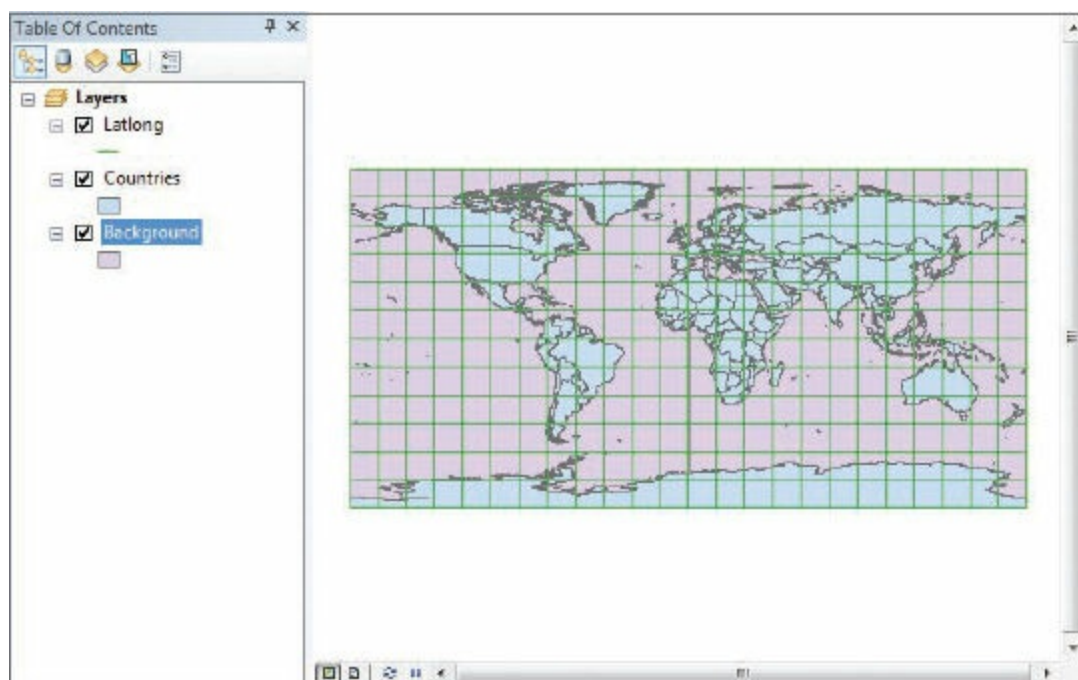 Table Of Contents
Layers
Latlong
Countries
Background